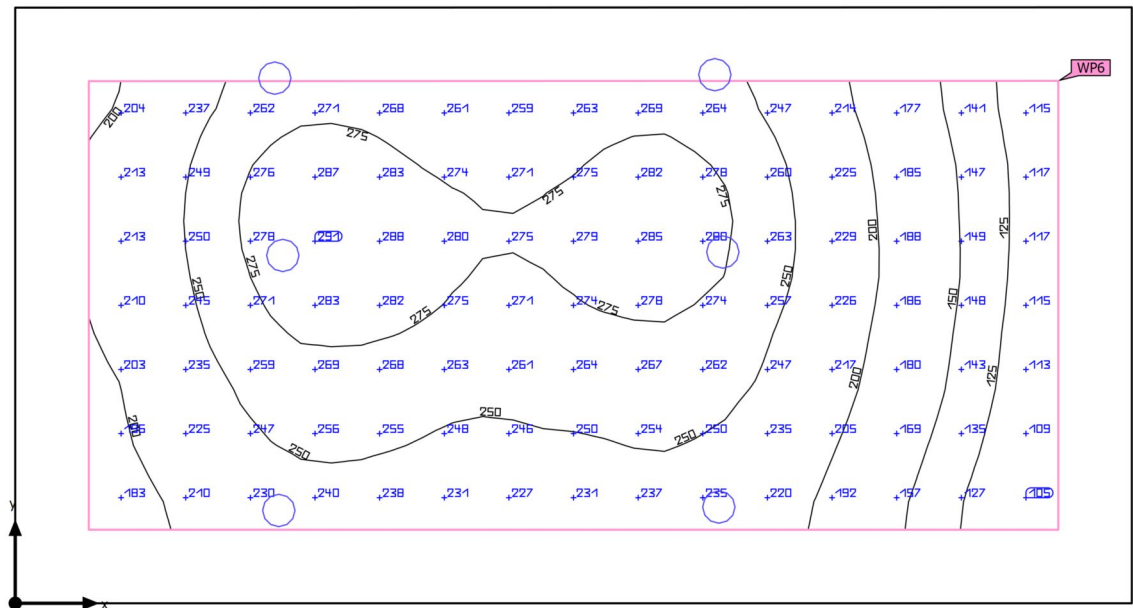 WP6
+204 +237 +262 +271 +268 +261 +259 +263 +269 +264 +247 +214 +177 +141 +115
200
275
+213 +249 +276 +287 +283 +274 +271 +275 +282 +278 +260 +225 +185 +147 +117
275 275
+213 +250 +278 +291 +288 +280 +275 +279 +285 +280 +263 +229 +188 +149 +117
200 125
275 250
250 150
+210 +245 +271 +283 +282 +275 +271 +274 +278 +274 +257 +226 +186 +148 +115
275 275
+203 +235 +259 +269 +268 +263 +261 +264 +267 +262 +247 +217 +180 +143 +113
200 125
250
200
+196 +225 +247 +256 +255 +248 +246 +250 +254 +250 +235 +205 +169 +135 +109
250 250
+183 +210 +230 +240 +238 +231 +227 +231 +237 +235 +220 +192 +157 +127 +105
Y
x